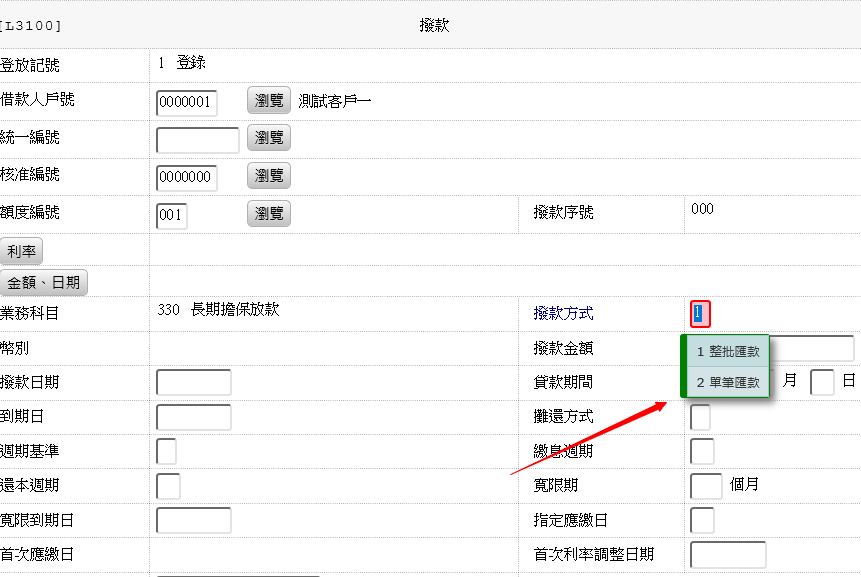 [L3100] 撥款
登放記號 1 登錄
借款人戶號 0000001 瀏覽 測試客戶一
統一編號 瀏覽
核准編號 0000000 瀏覽
額度編號 001 瀏覽 撥款序號 000
利率
金額、日期
業務科目 330 長期擔保放款 撥款方式 1
幣別 撥款金額 1 整批匯款
撥款日期 貸款期間 2 單筆匯款 月 日
到期日 攤還方式
週期基準 繳息週期
還本週期 寬限期 個月
寬限到期日 指定應繳日
首次應繳日 首次利率調整日期